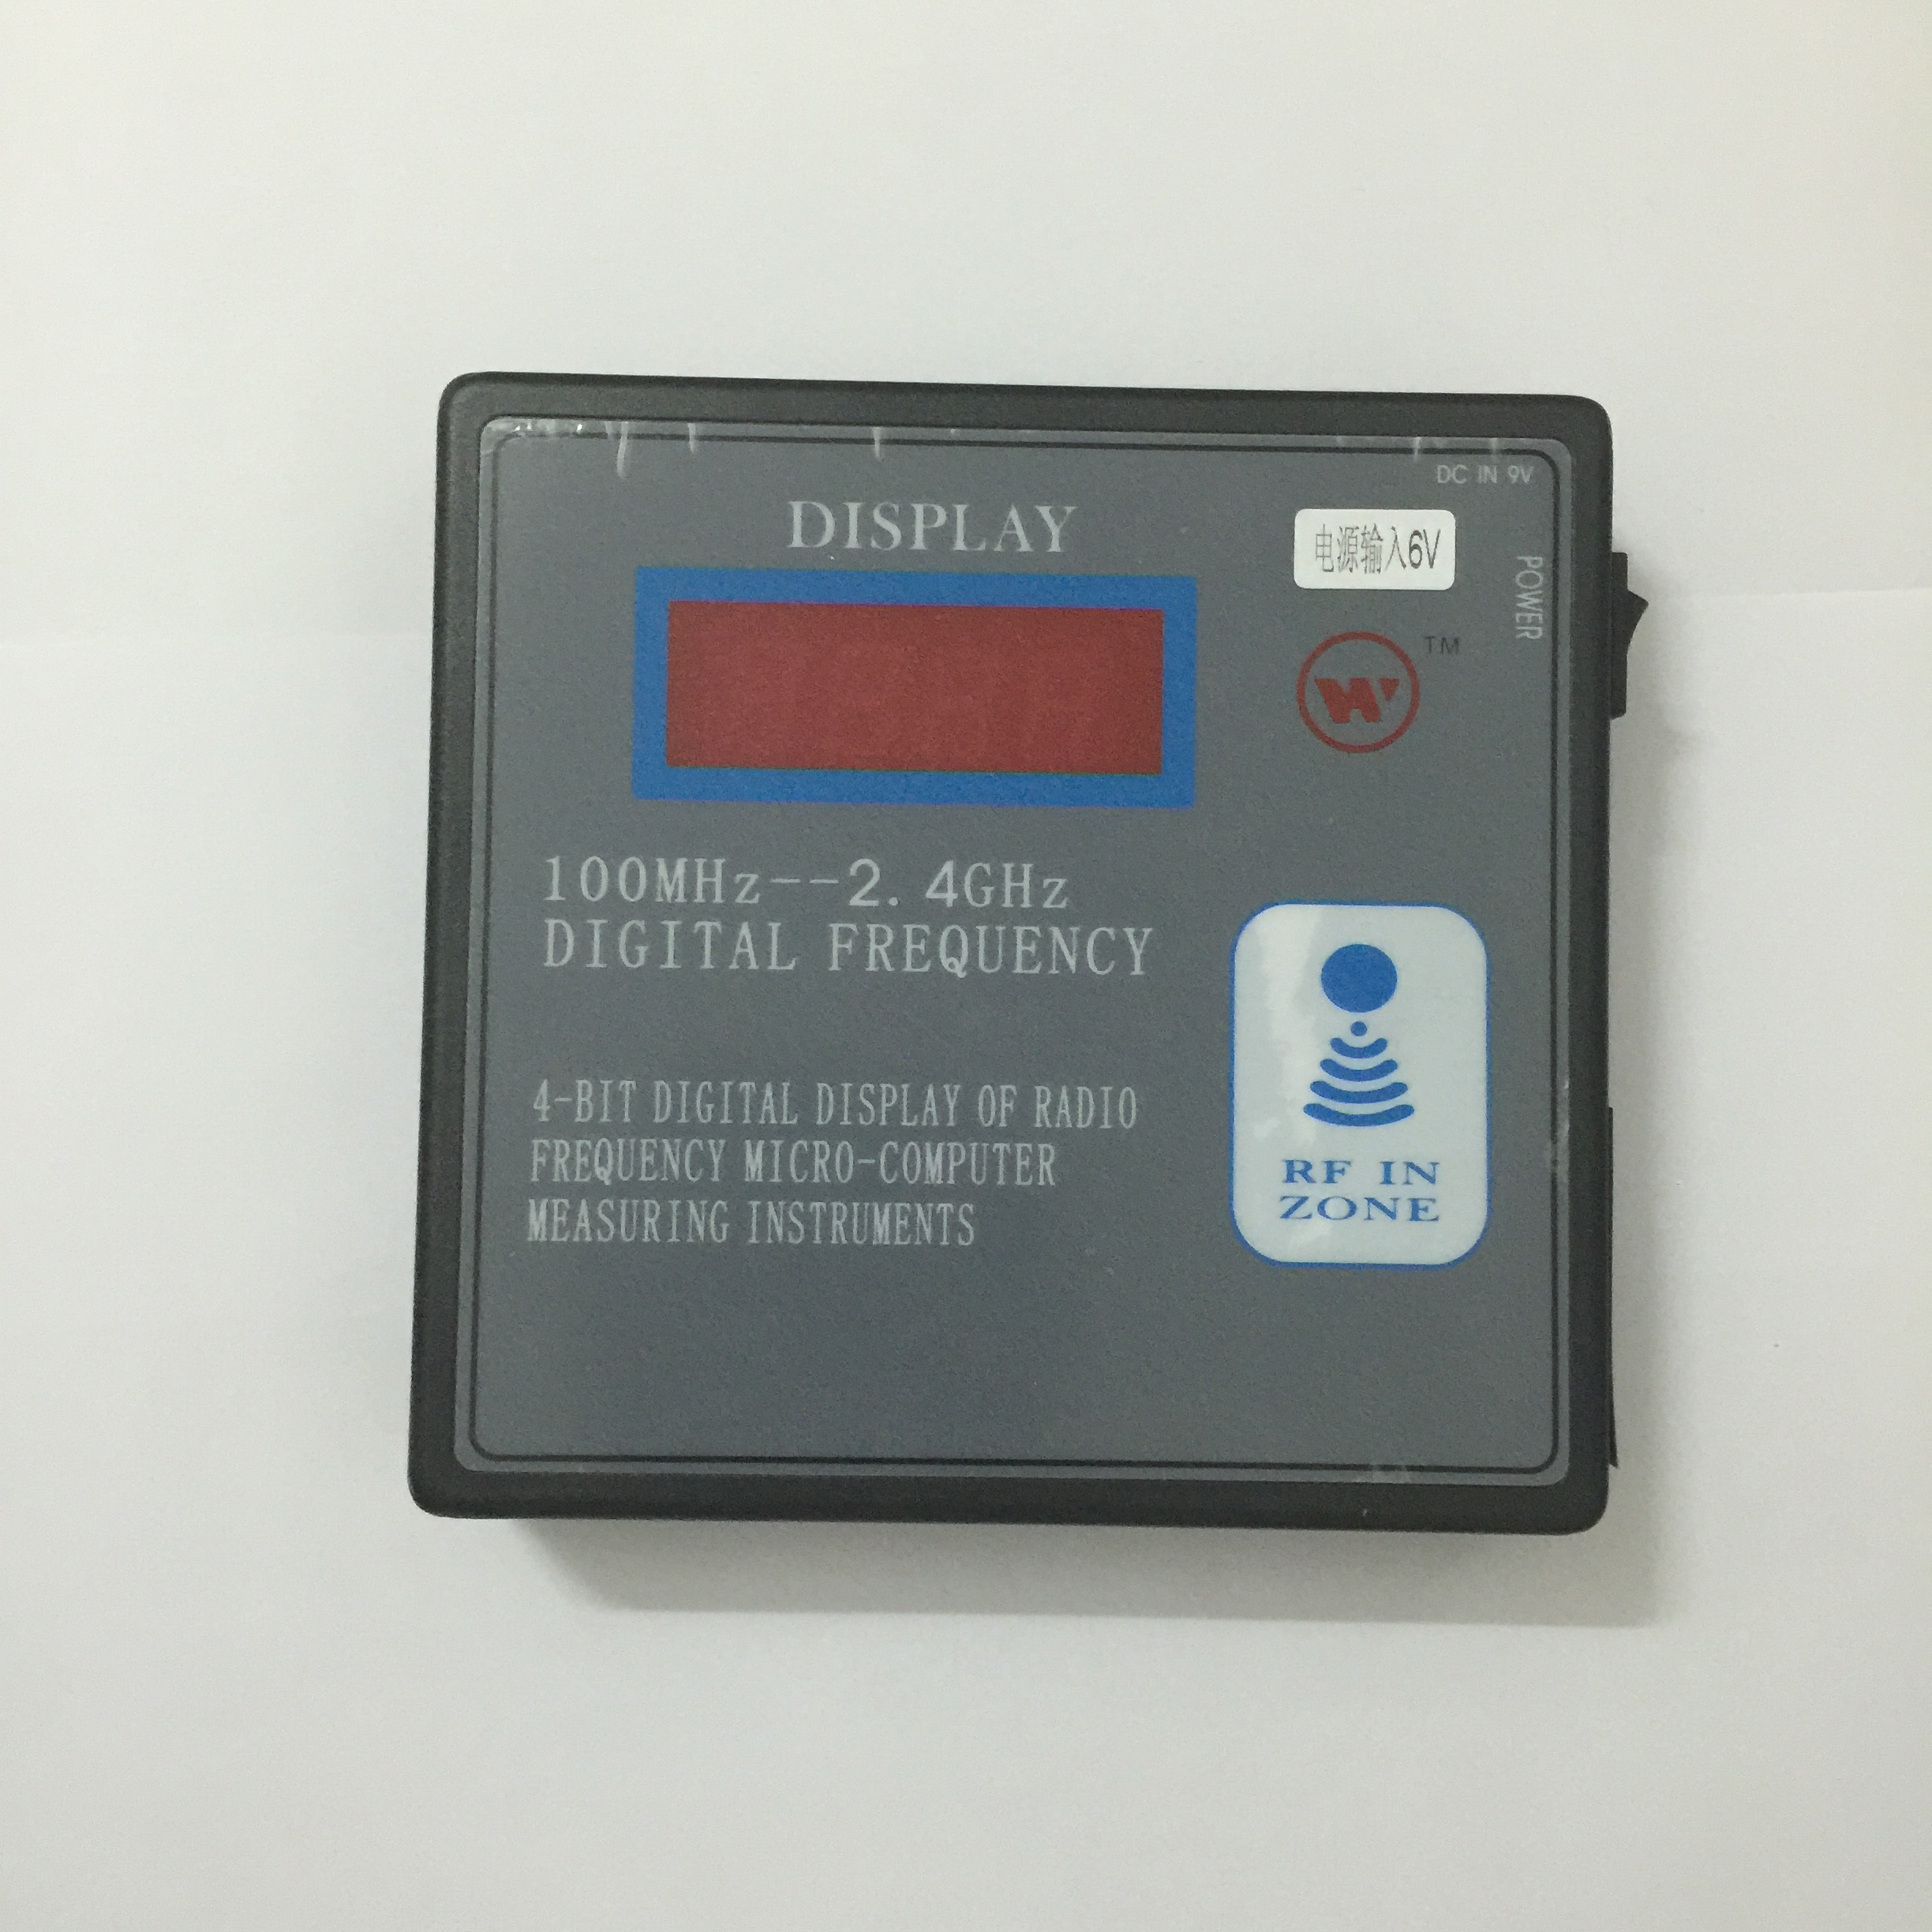 DC IN 9V
DISPLAY
电源输入6V
POWER
TM
W
100MHz--2.4GHz
DIGITAL FREQUENCY
4-BIT DIGITAL DISPLAY OF RADIO
FREQUENCY MICRO-COMPUTER
MEASURING INSTRUMENTS
RF IN
ZONE